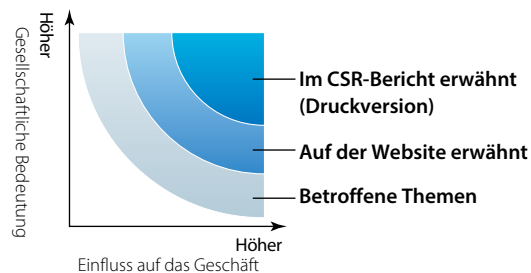 Höher
Gesellschaftliche Bedeutung
Im CSR-Bericht erwähnt
(Druckversion)
Auf der Website erwähnt
Betroffene Themen
Höher
Einfluss auf das Geschäft